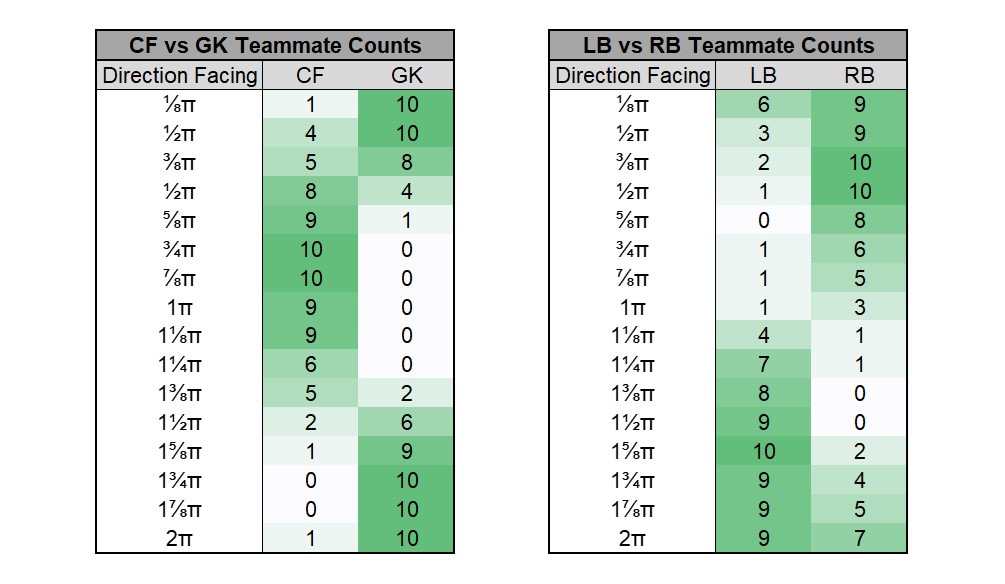 CF vs GK Teammate Counts
Direction Facing CF GK
⅛π 1 10
½π 4 10
⅜π 5 8
½π 8 4
⅝π 9 1
¾π 10 0
⅞π 10 0
1π 9 0
1⅛π 9 0
1¼π 6 0
1⅜π 5 2
1½π 2 6
1⅝π 1 9
1¾π 0 10
1⅞π 0 10
2π 1 10
LB vs RB Teammate Counts
Direction Facing LB RB
⅛π 6 9
½π 3 9
⅜π 2 10
½π 1 10
⅝π 0 8
¾π 1 6
⅞π 1 5
1π 1 3
1⅛π 4 1
1¼π 7 1
1⅜π 8 0
1½π 9 0
1⅝π 10 2
1¾π 9 4
1⅞π 9 5
2π 9 7